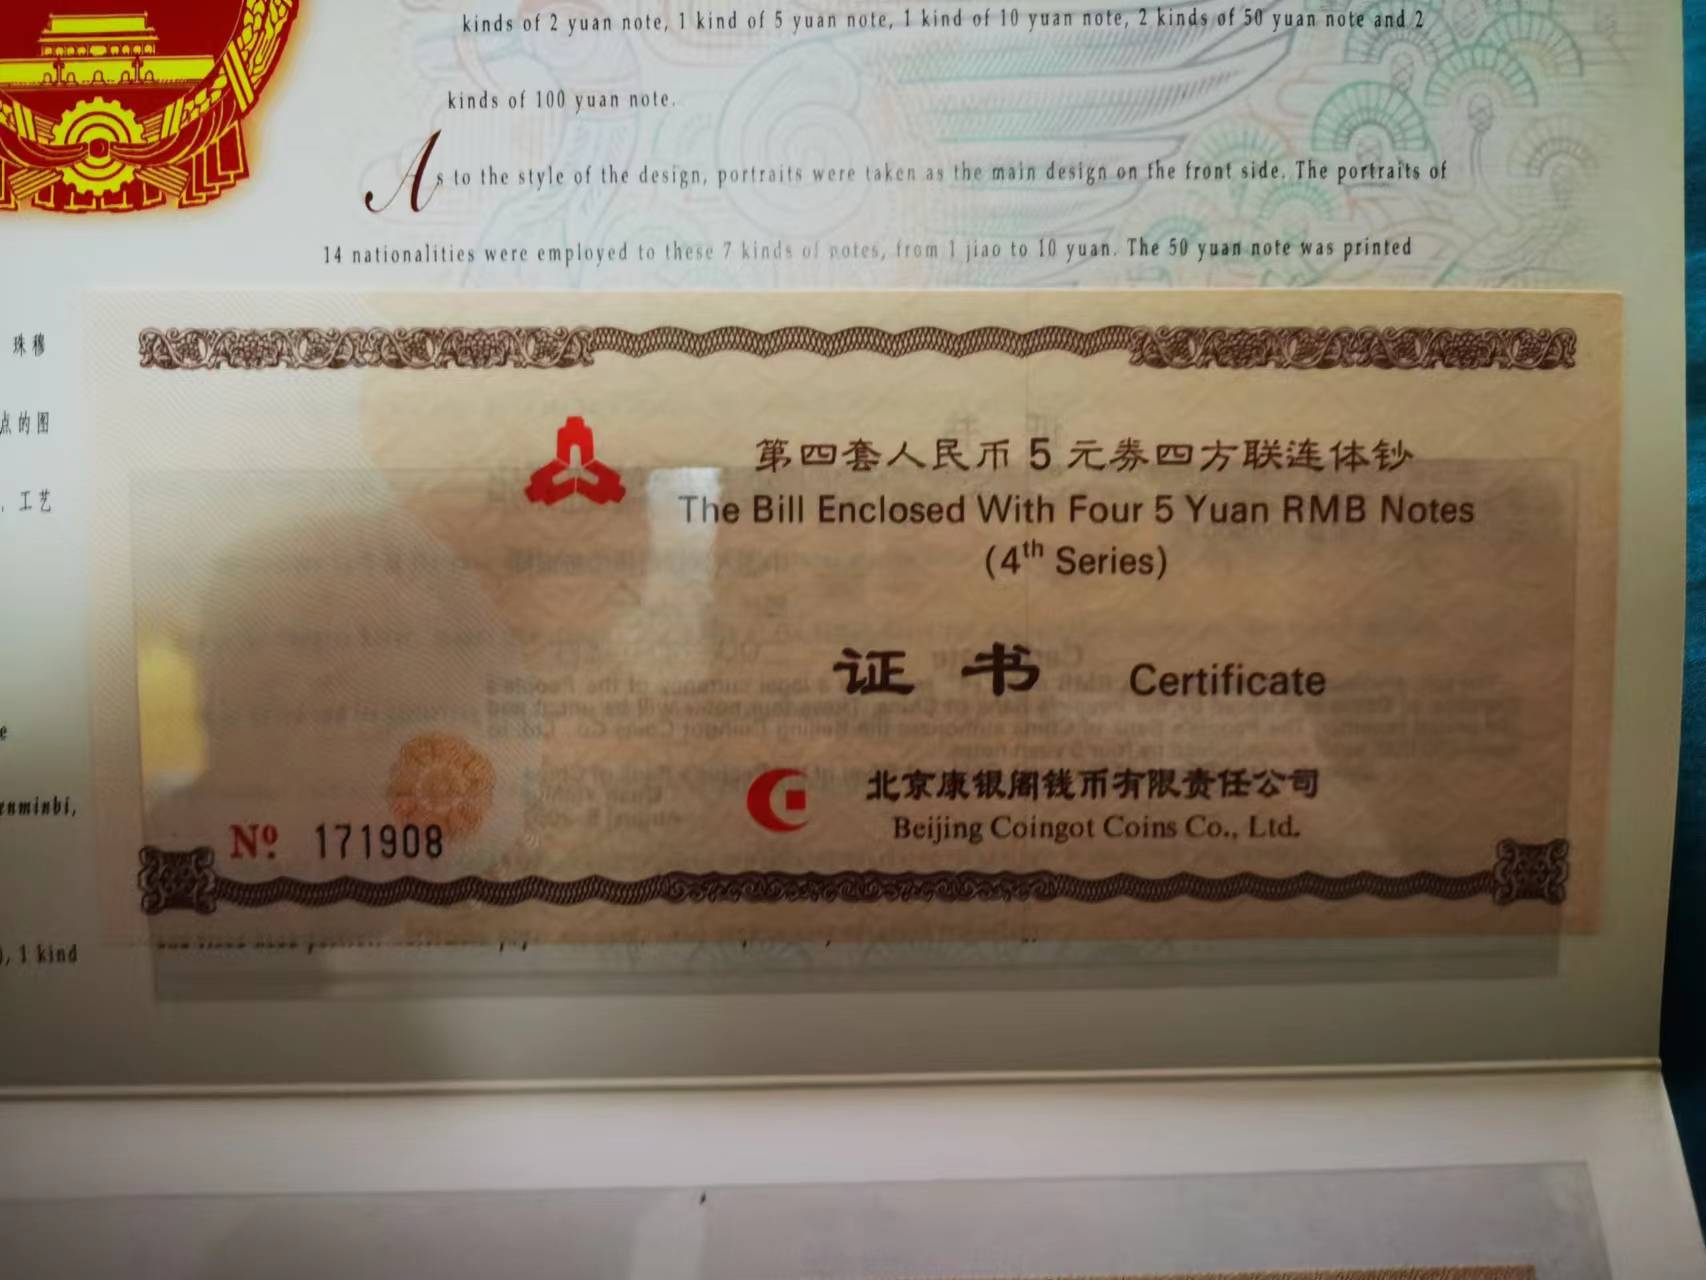 kinds of 2 yuan note, 1 kind of 5 yuan note, 1 kind of 10 yuan note, 2 kinds of 50 yuan note and 2
kinds of 100 yuan note.
As to the style of the design, portraits were taken as the main design on the front side. The portraits of
14 nationalities were employed to these 7 kinds of notes, from 1 jiao to 10 yuan. The 50 yuan note was printed
珠穆
点的图
工艺
第四套人民币5元券四方联连体钞
The Bill Enclosed With Four 5 Yuan RMB Notes
(4th Series)
证书 Certificate
北京康银阁钱币有限责任公司
Beijing Coingot Coins Co., Ltd.
Nº 171908
enminbi,
), 1 kind